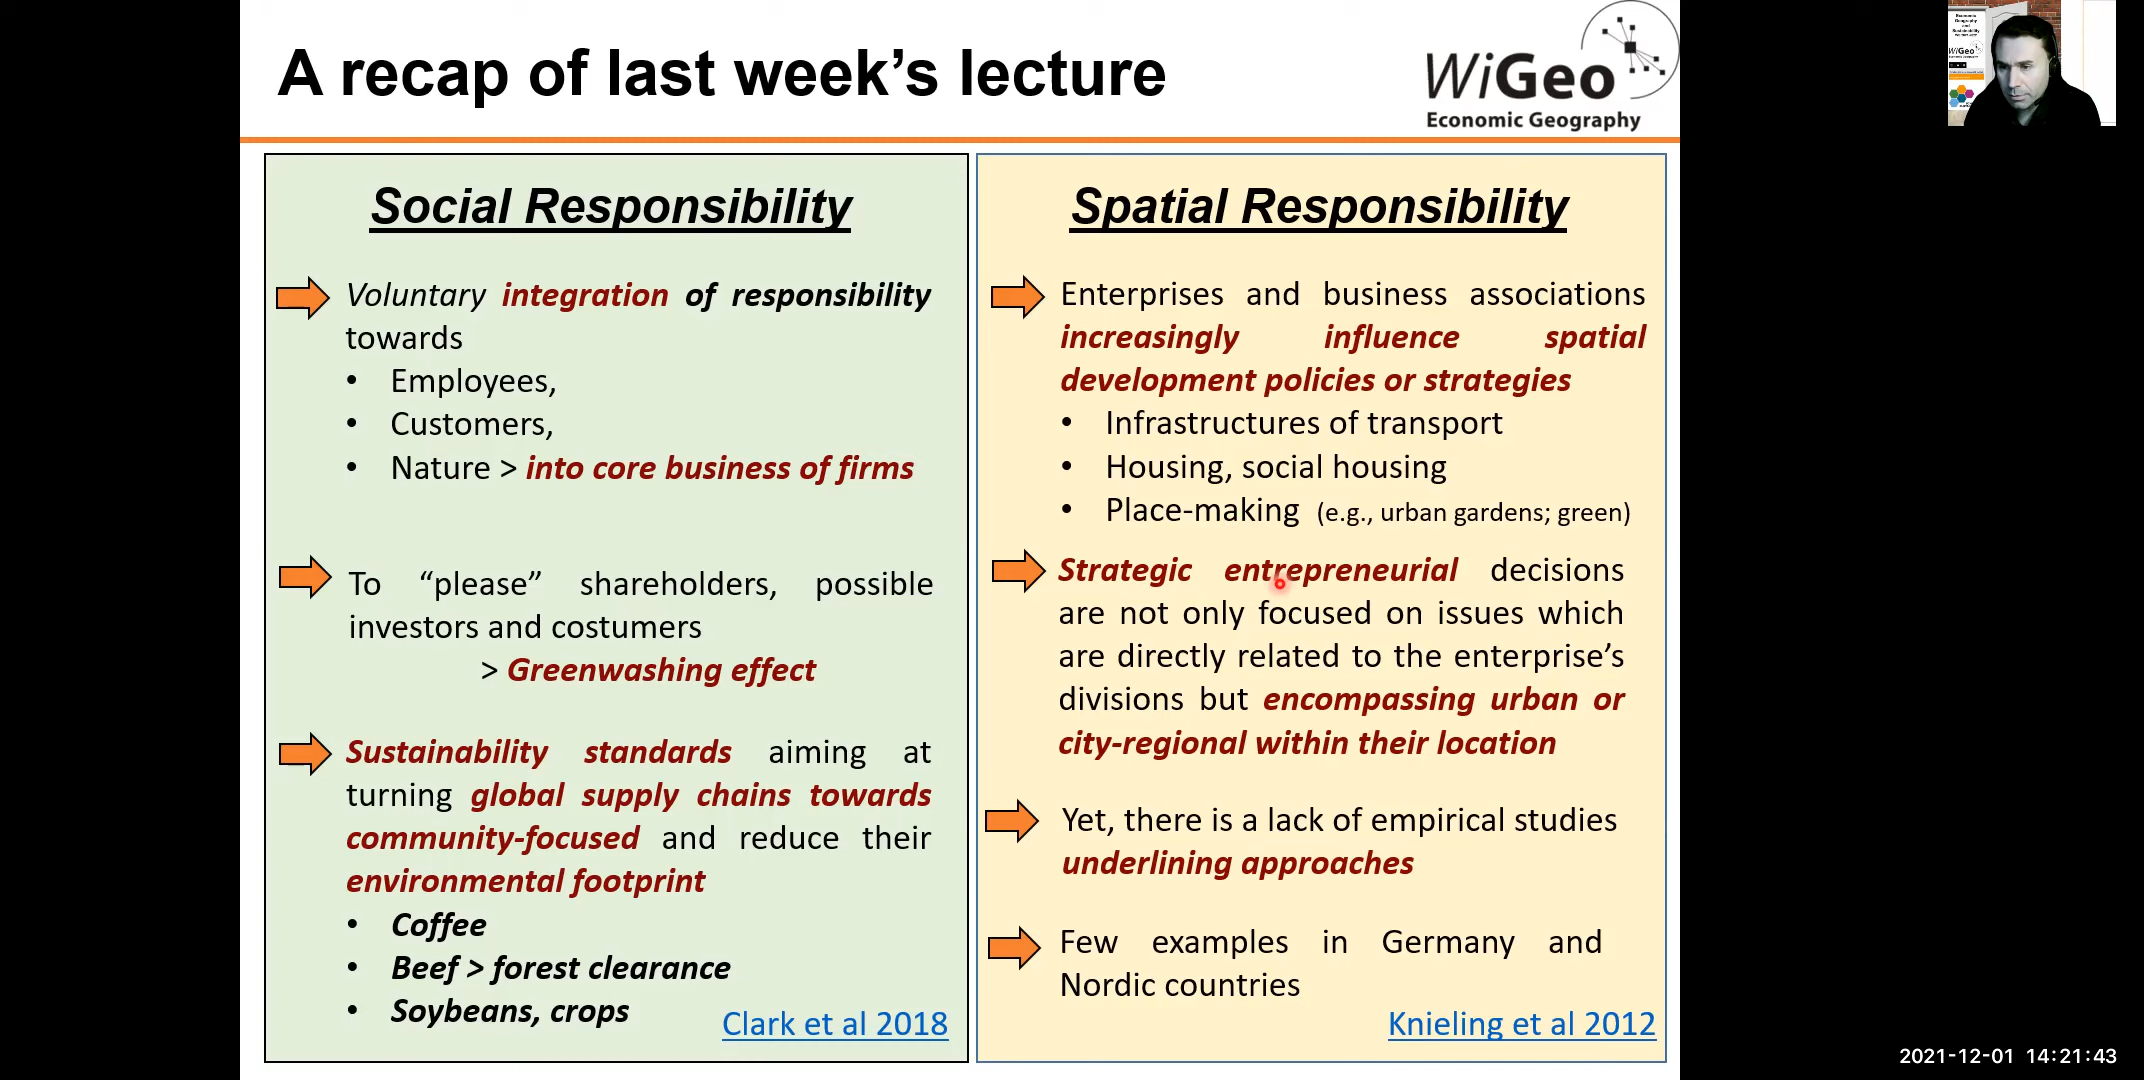 A recap of last week’s lecture
WiGeo
Economic Geography
Social Responsibility
Voluntary integration of responsibility
towards
• Employees,
• Customers,
• Nature > into core business of firms
To “please” shareholders, possible
investors and costumers
> Greenwashing effect
Sustainability standards aiming at
turning global supply chains towards
community-focused and reduce their
environmental footprint
• Coffee
• Beef > forest clearance
• Soybeans, crops
Clark et al 2018
Spatial Responsibility
Enterprises and business associations
increasingly influence spatial
development policies or strategies
• Infrastructures of transport
• Housing, social housing
• Place-making (e.g., urban gardens; green)
Strategic entrepreneurial decisions
are not only focused on issues which
are directly related to the enterprise’s
divisions but encompassing urban or
city-regional within their location
Yet, there is a lack of empirical studies
underlining approaches
Few examples in Germany and
Nordic countries
Knieling et al 2012
Economic
Geography
and
Sustainability
WiGeo
2021-12-01 14:21:43